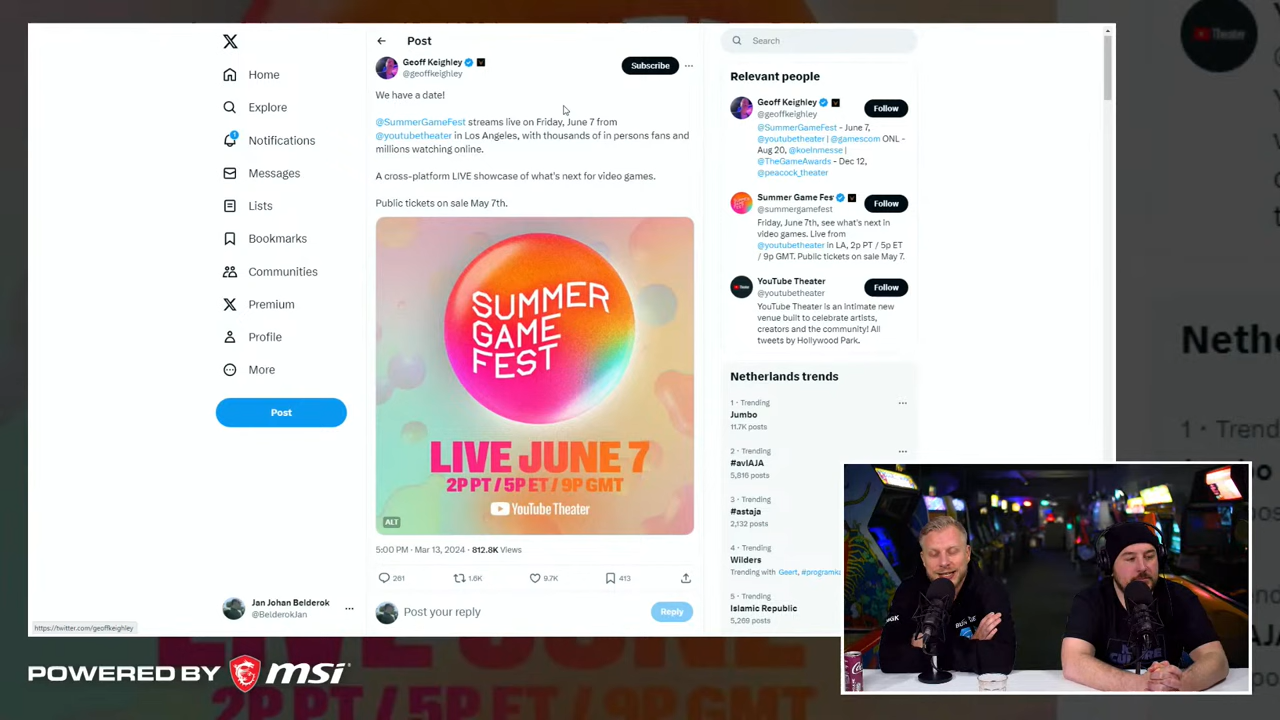 Post
Search
Home
Explore
Notifications
Messages
Lists
Bookmarks
Communities
Premium
Profile
More
Post
Jan Johan Belderok
@BelderokJan
https://twitter.com/geoffkeighley
Geoff Keighley
@geoffkeighley
Subscribe
We have a date!
@SummerGameFest streams live on Friday, June 7 from
@youtubetheater in Los Angeles, with thousands of in persons fans and
millions watching online.
A cross-platform LIVE showcase of what's next for video games.
Public tickets on sale May 7th.
SUMMER
GAME
FEST
LIVE JUNE 7
2P PT / 5P ET / 9P GMT
YouTube Theater
ALT
5:00 PM · Mar 13, 2024 · 812.8K Views
261
1.6K
9.7K
413
Post your reply
Reply
Relevant people
Geoff Keighley
@geoffkeighley
Follow
@SummerGameFest - June 7,
@youtubetheater | @gamescom ONL -
Aug 20, @koelnmesse |
@TheGameAwards - Dec 12,
@peacock_theater
Summer Game Fes
@summergamefest
Follow
Friday, June 7th, see what's next in
video games. Live from
@youtubetheater in LA, 2p PT / 5p ET
/ 9p GMT. Public tickets on sale May 7.
YouTube Theater
@youtubetheater
Follow
YouTube Theater is an intimate new
venue built to celebrate artists,
creators and the community! All
tweets by Hollywood Park.
Netherlands trends
1 · Trending
Jumbo
11.7K posts
2 · Trending
#avlAJA
5,816 posts
3 · Trending
#astaja
2,132 posts
4 · Trending
Wilders
Trending with Geert, #programk
5 · Trending
Islamic Republic
5,269 posts
Theater
Nethe
1 · Trend
POWERED BY msi
LIVE JUNE